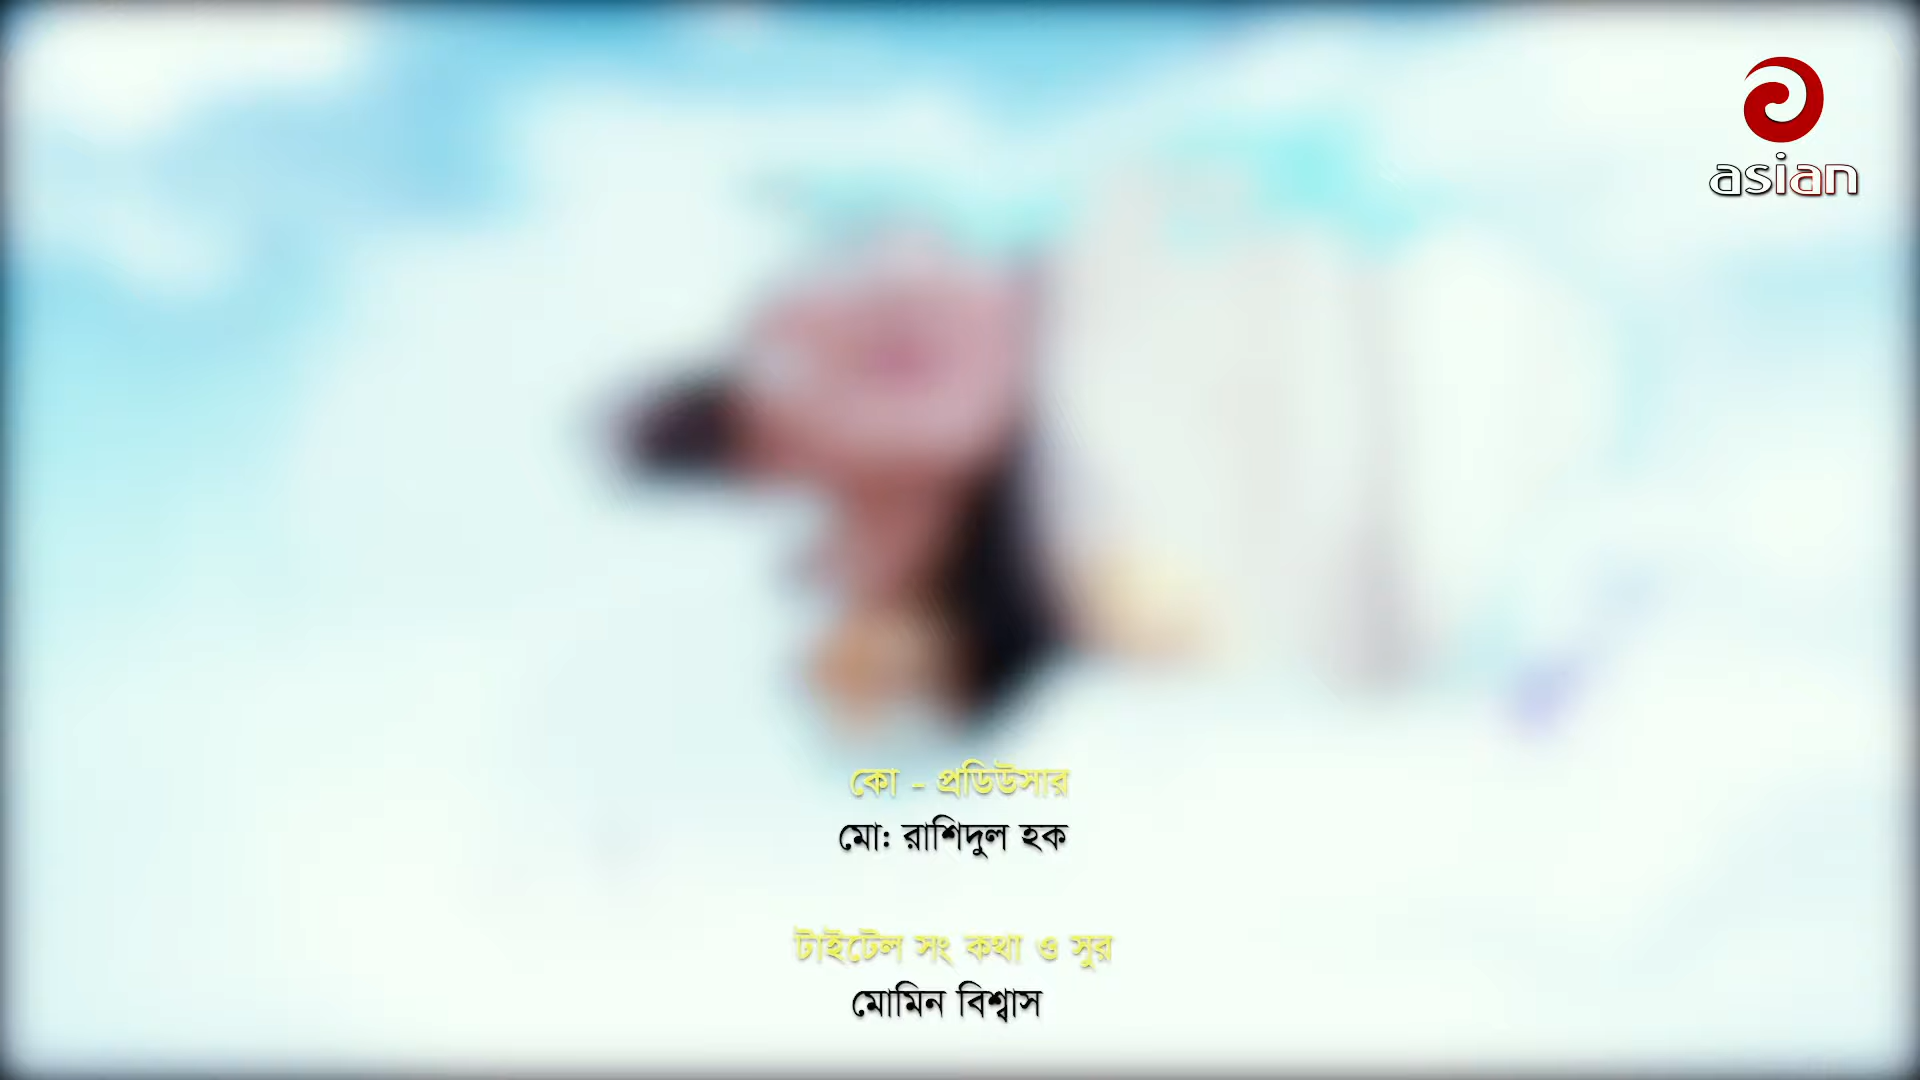 asian
কো - প্রডিউসার
মো: রাশিদুল হক
টাইটেল সং কথা ও সুর
মোমিন বিশ্বাস